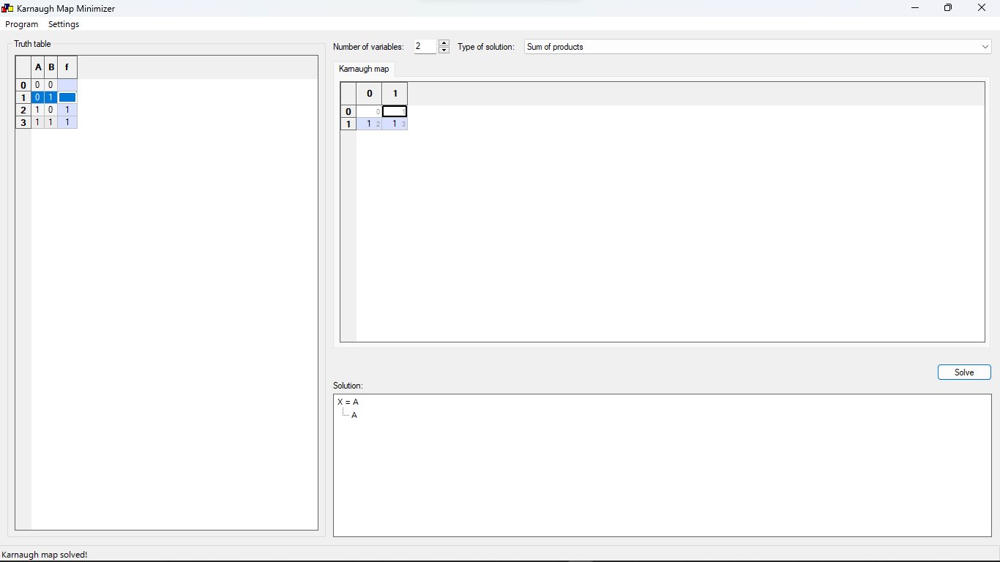 Karnaugh Map Minimizer
Program Settings
Truth table
A B f
0 0 0
1 0 1
2 1 0 1
3 1 1 1
Number of variables: 2 Type of solution: Sum of products
Karnaugh map
0 1
0 0 1
1 1 2 1 3
Solve
Solution:
X = A
A
Karnaugh map solved!